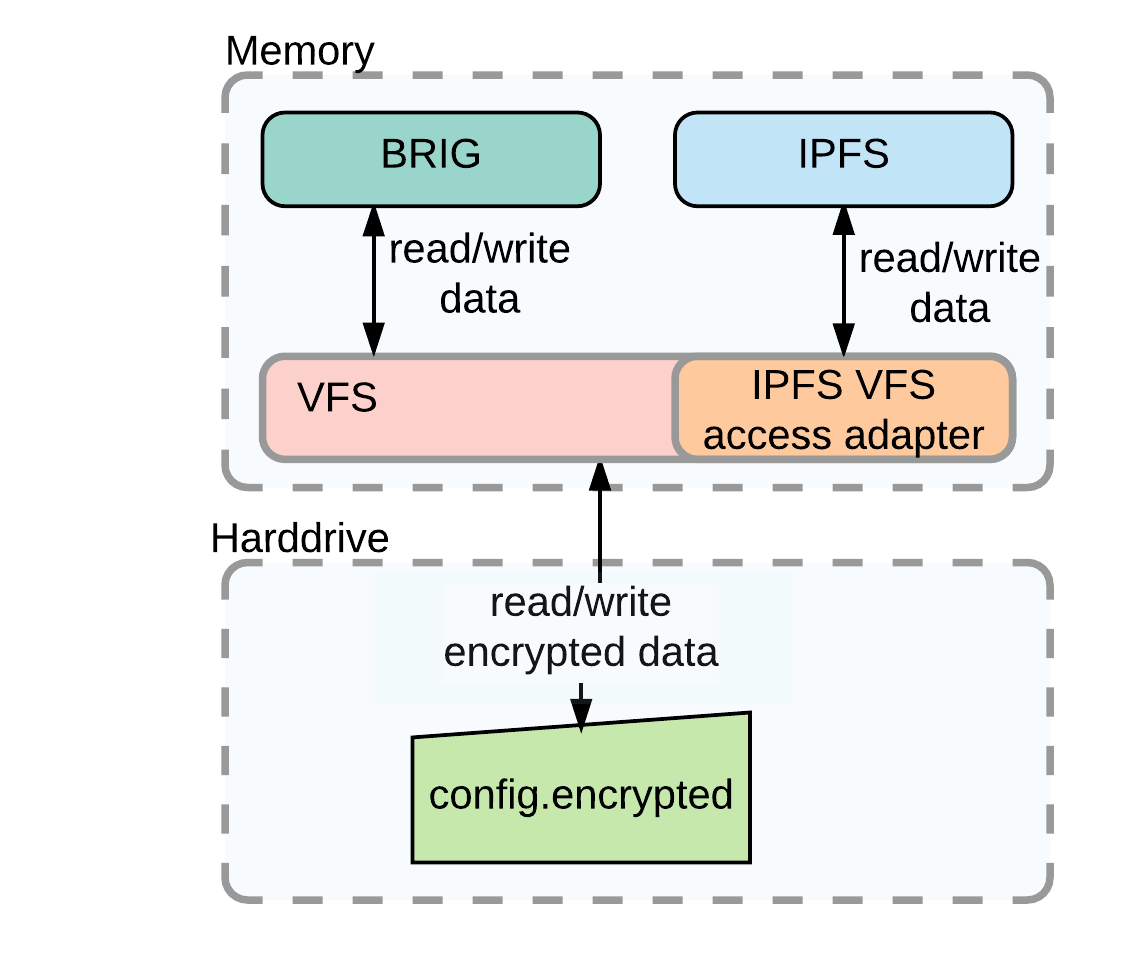 Memory
BRIG
IPFS
read/write
data
read/write
data
VFS
IPFS VFS
access adapter
Harddrive
read/write
encrypted data
config.encrypted